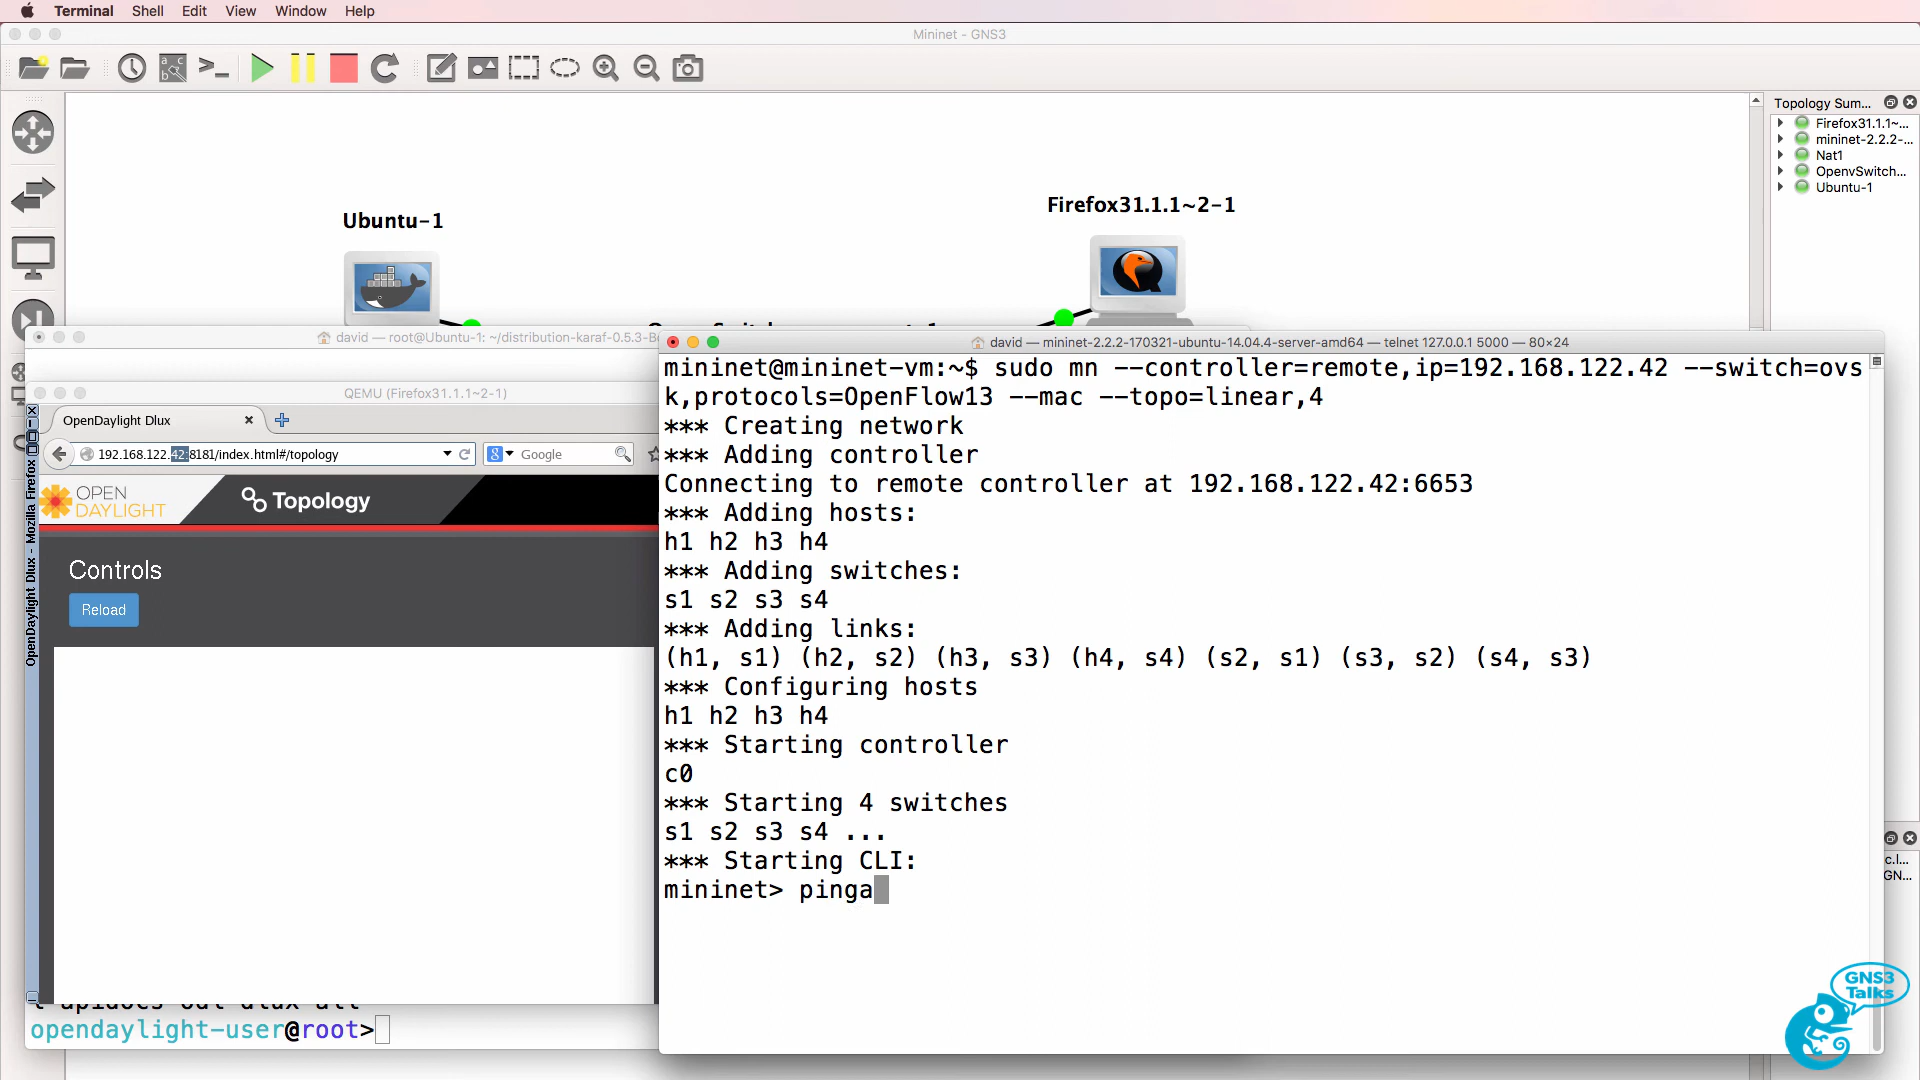 Terminal Shell Edit View Window Help
Mininet - GNS3
Topology Sum...
Firefox31.1.1~...
mininet-2.2.2-...
Nat1
OpenvSwitch...
Ubuntu-1
Ubuntu-1
Firefox31.1.1~2-1
david — root@Ubuntu-1: ~/distribution-karaf-0.5.3-B
QEMU (Firefox31.1.1~2-1)
OpenDaylight Dlux
192.168.122.42:8181/index.html#/topology
Google
OpenDaylight Dlux - Mozilla Firefox
OPEN
DAYLIGHT
Topology
Controls
Reload
opendaylight-user@root>
david — mininet-2.2.2-170321-ubuntu-14.04.4-server-amd64 — telnet 127.0.0.1 5000 — 80×24
mininet@mininet-vm:~$ sudo mn --controller=remote,ip=192.168.122.42 --switch=ovs
k,protocols=OpenFlow13 --mac --topo=linear,4
*** Creating network
*** Adding controller
Connecting to remote controller at 192.168.122.42:6653
*** Adding hosts:
h1 h2 h3 h4
*** Adding switches:
s1 s2 s3 s4
*** Adding links:
(h1, s1) (h2, s2) (h3, s3) (h4, s4) (s2, s1) (s3, s2) (s4, s3)
*** Configuring hosts
h1 h2 h3 h4
*** Starting controller
c0
*** Starting 4 switches
s1 s2 s3 s4 ...
*** Starting CLI:
mininet> pinga
c.l...
GN...
GNS3
Talks